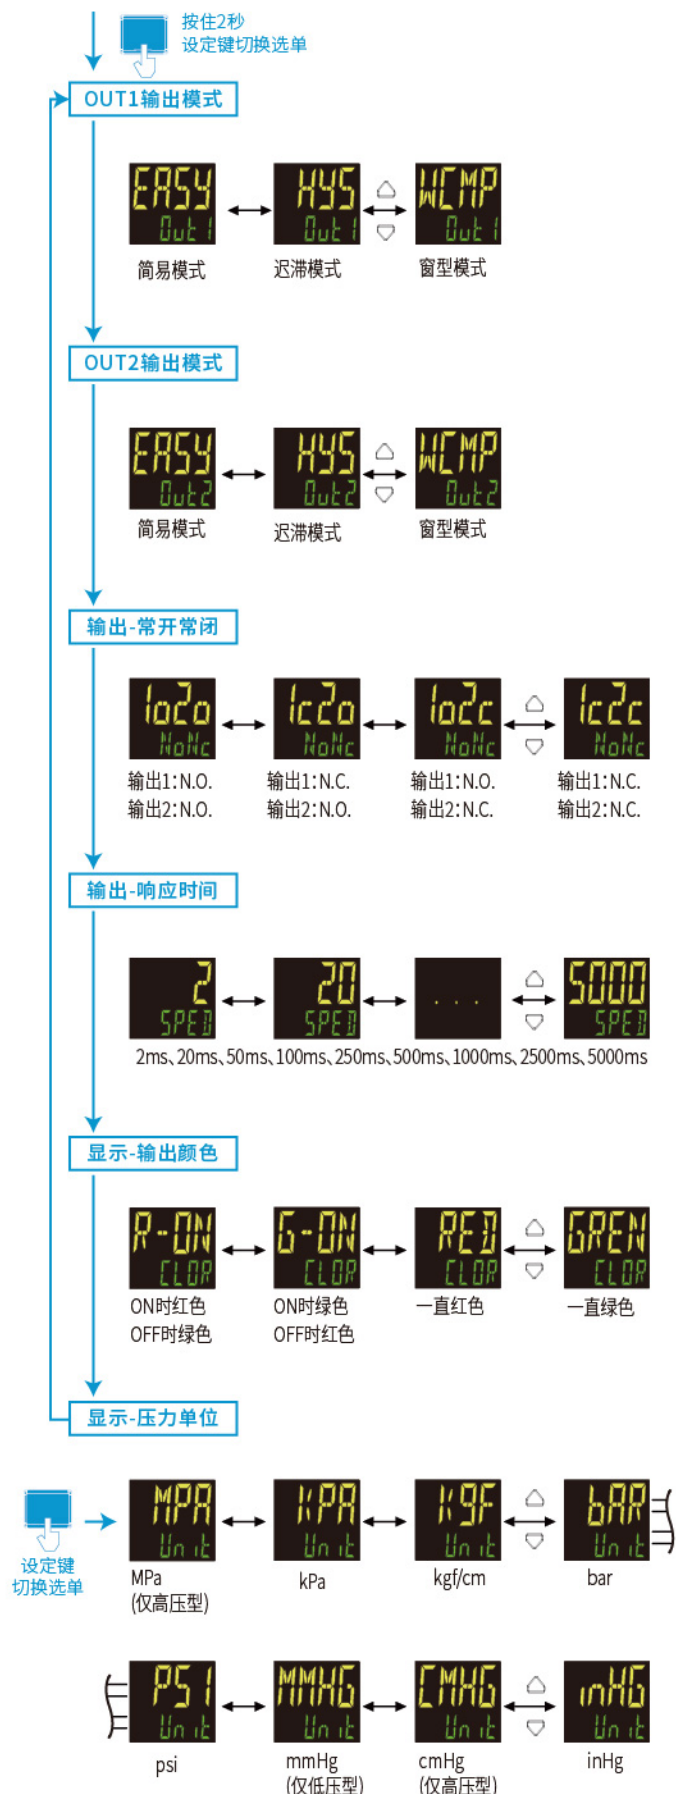 按住2秒
设定键切换选单
OUT1输出模式
EASY HYS WCMP
Out1 Out1 Out1
简易模式 迟滞模式 窗型模式
OUT2输出模式
EASY HYS WCMP
Out2 Out2 Out2
简易模式 迟滞模式 窗型模式
输出-常开常闭
1o2o 1c2o 1o2c 1c2c
NoNc NoNc NoNc NoNc
输出1:N.O. 输出1:N.C. 输出1:N.O. 输出1:N.C.
输出2:N.O. 输出2:N.O. 输出2:N.C. 输出2:N.C.
输出-响应时间
2 20 . . . 5000
SPED SPED SPED
2ms、20ms、50ms、100ms、250ms、500ms、1000ms、2500ms、5000ms
显示-输出颜色
R-ON G-ON RED GREN
CLOR CLOR CLOR CLOR
ON时红色 ON时绿色 一直红色 一直绿色
OFF时绿色 OFF时红色
显示-压力单位
MPA KPA KgF bAR
Unit Unit Unit Unit
设定键
切换选单
MPa kPa kgf/cm bar
(仅高压型)
PSI MMHG CMHG inHG
Unit Unit Unit Unit
psi mmHg cmHg inHg
(仅低压型) (仅高压型)